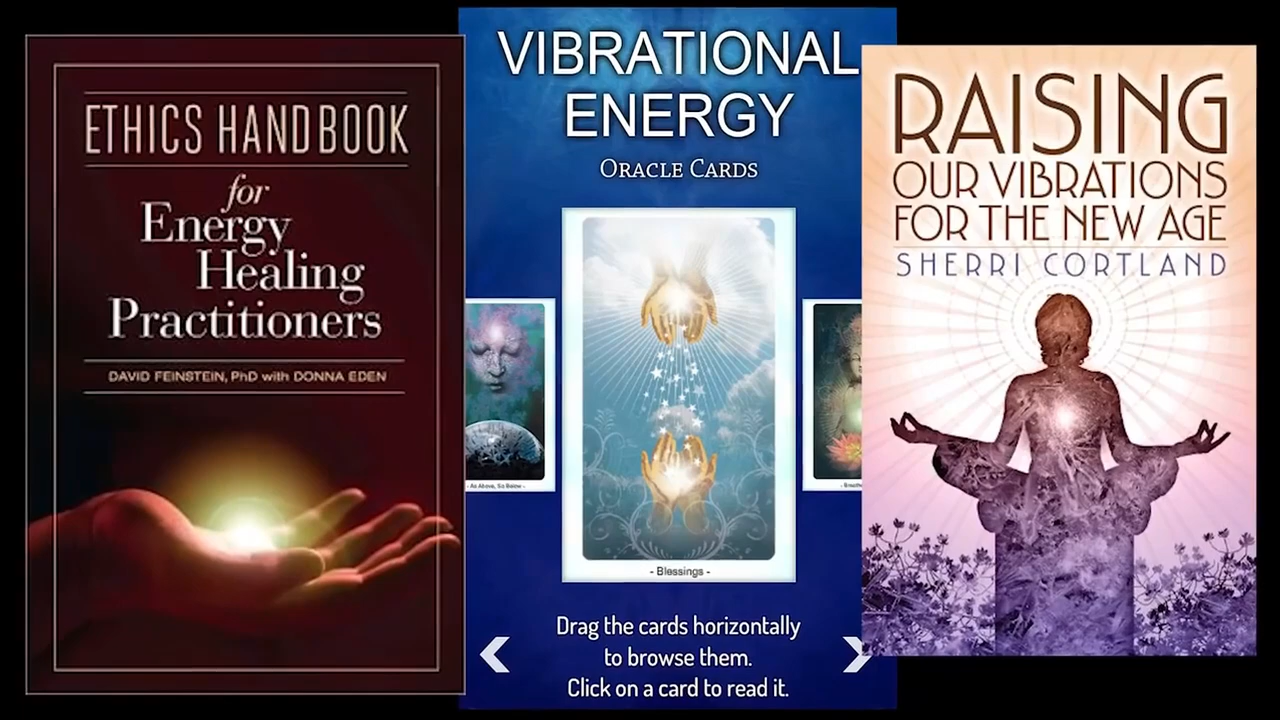 ETHICS HANDBOOK
for
Energy
Healing
Practitioners
DAVID FEINSTEIN, PhD with DONNA EDEN
VIBRATIONAL
ENERGY
ORACLE CARDS
- As Above, So Below -
- Blessings -
- Breathe
Drag the cards horizontally
to browse them.
Click on a card to read it.
RAISING
OUR VIBRATIONS
FOR THE NEW AGE
SHERRI CORTLAND